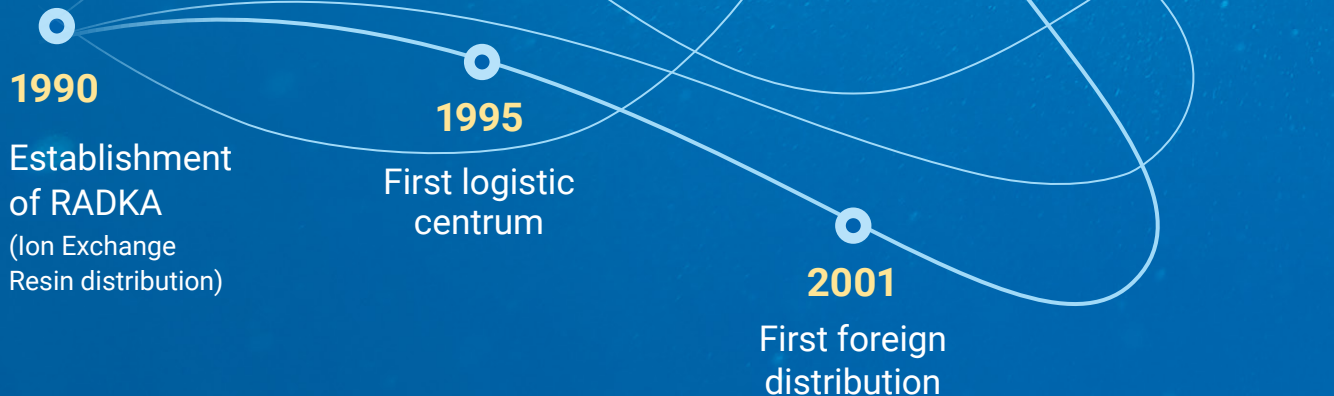 1990
Establishment
of RADKA
(Ion Exchange
Resin distribution)
1995
First logistic
centrum
2001
First foreign
distribution